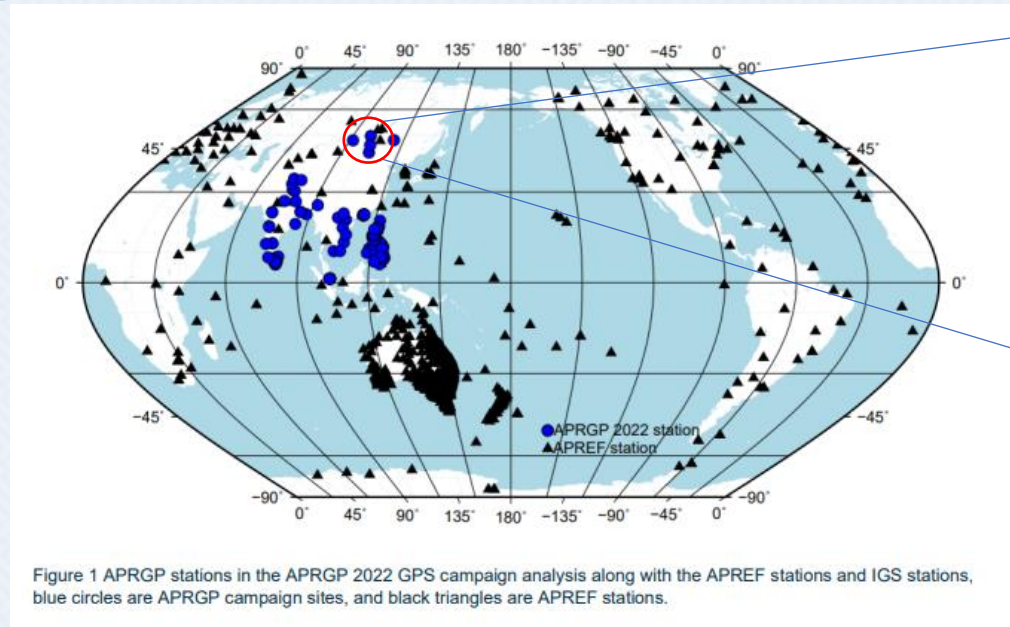 0° 45° 90° 135° 180° −135° −90° −45° 0°
90° 90°
45° 45°
0° 0°
−45° −45°
APRGP 2022 station
APREF station
−90° −90°
0° 45° 90° 135° 180° −135° −90° −45° 0°
Figure 1 APRGP stations in the APRGP 2022 GPS campaign analysis along with the APREF stations and IGS stations,
blue circles are APRGP campaign sites, and black triangles are APREF stations.